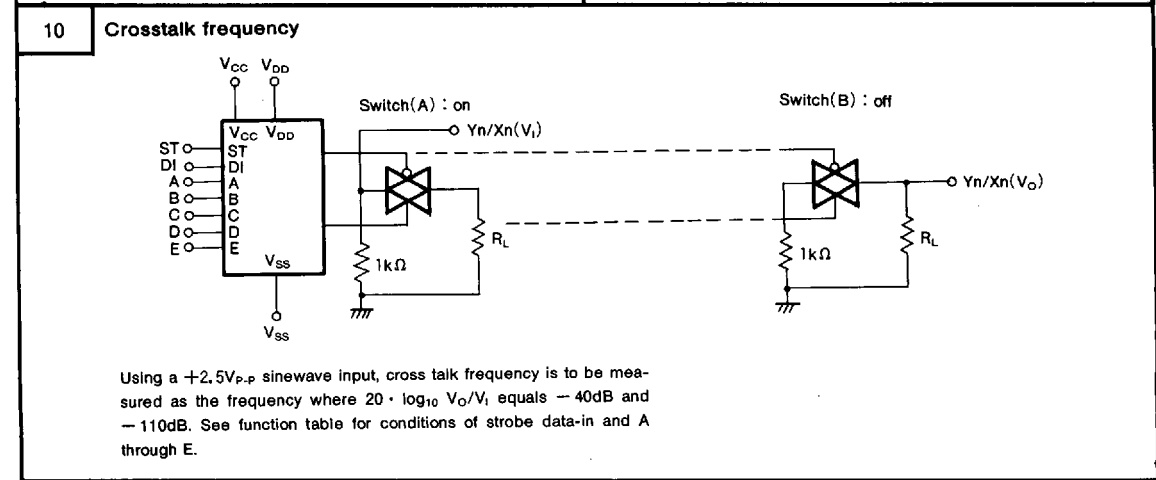 10 Crosstalk frequency
VCC VDD
Switch(A) : on
Switch(B) : off
Yn/Xn(VI)
VCC VDD
ST ST
DI DI
A A
B B
C C
D D
E E
Yn/Xn(VO)
RL
RL
1kΩ
1kΩ
VSS
VSS
Using a +2.5VP-P sinewave input, cross talk frequency is to be mea-
sured as the frequency where 20 · log10 VO/VI equals −40dB and
−110dB. See function table for conditions of strobe data-in and A
through E.